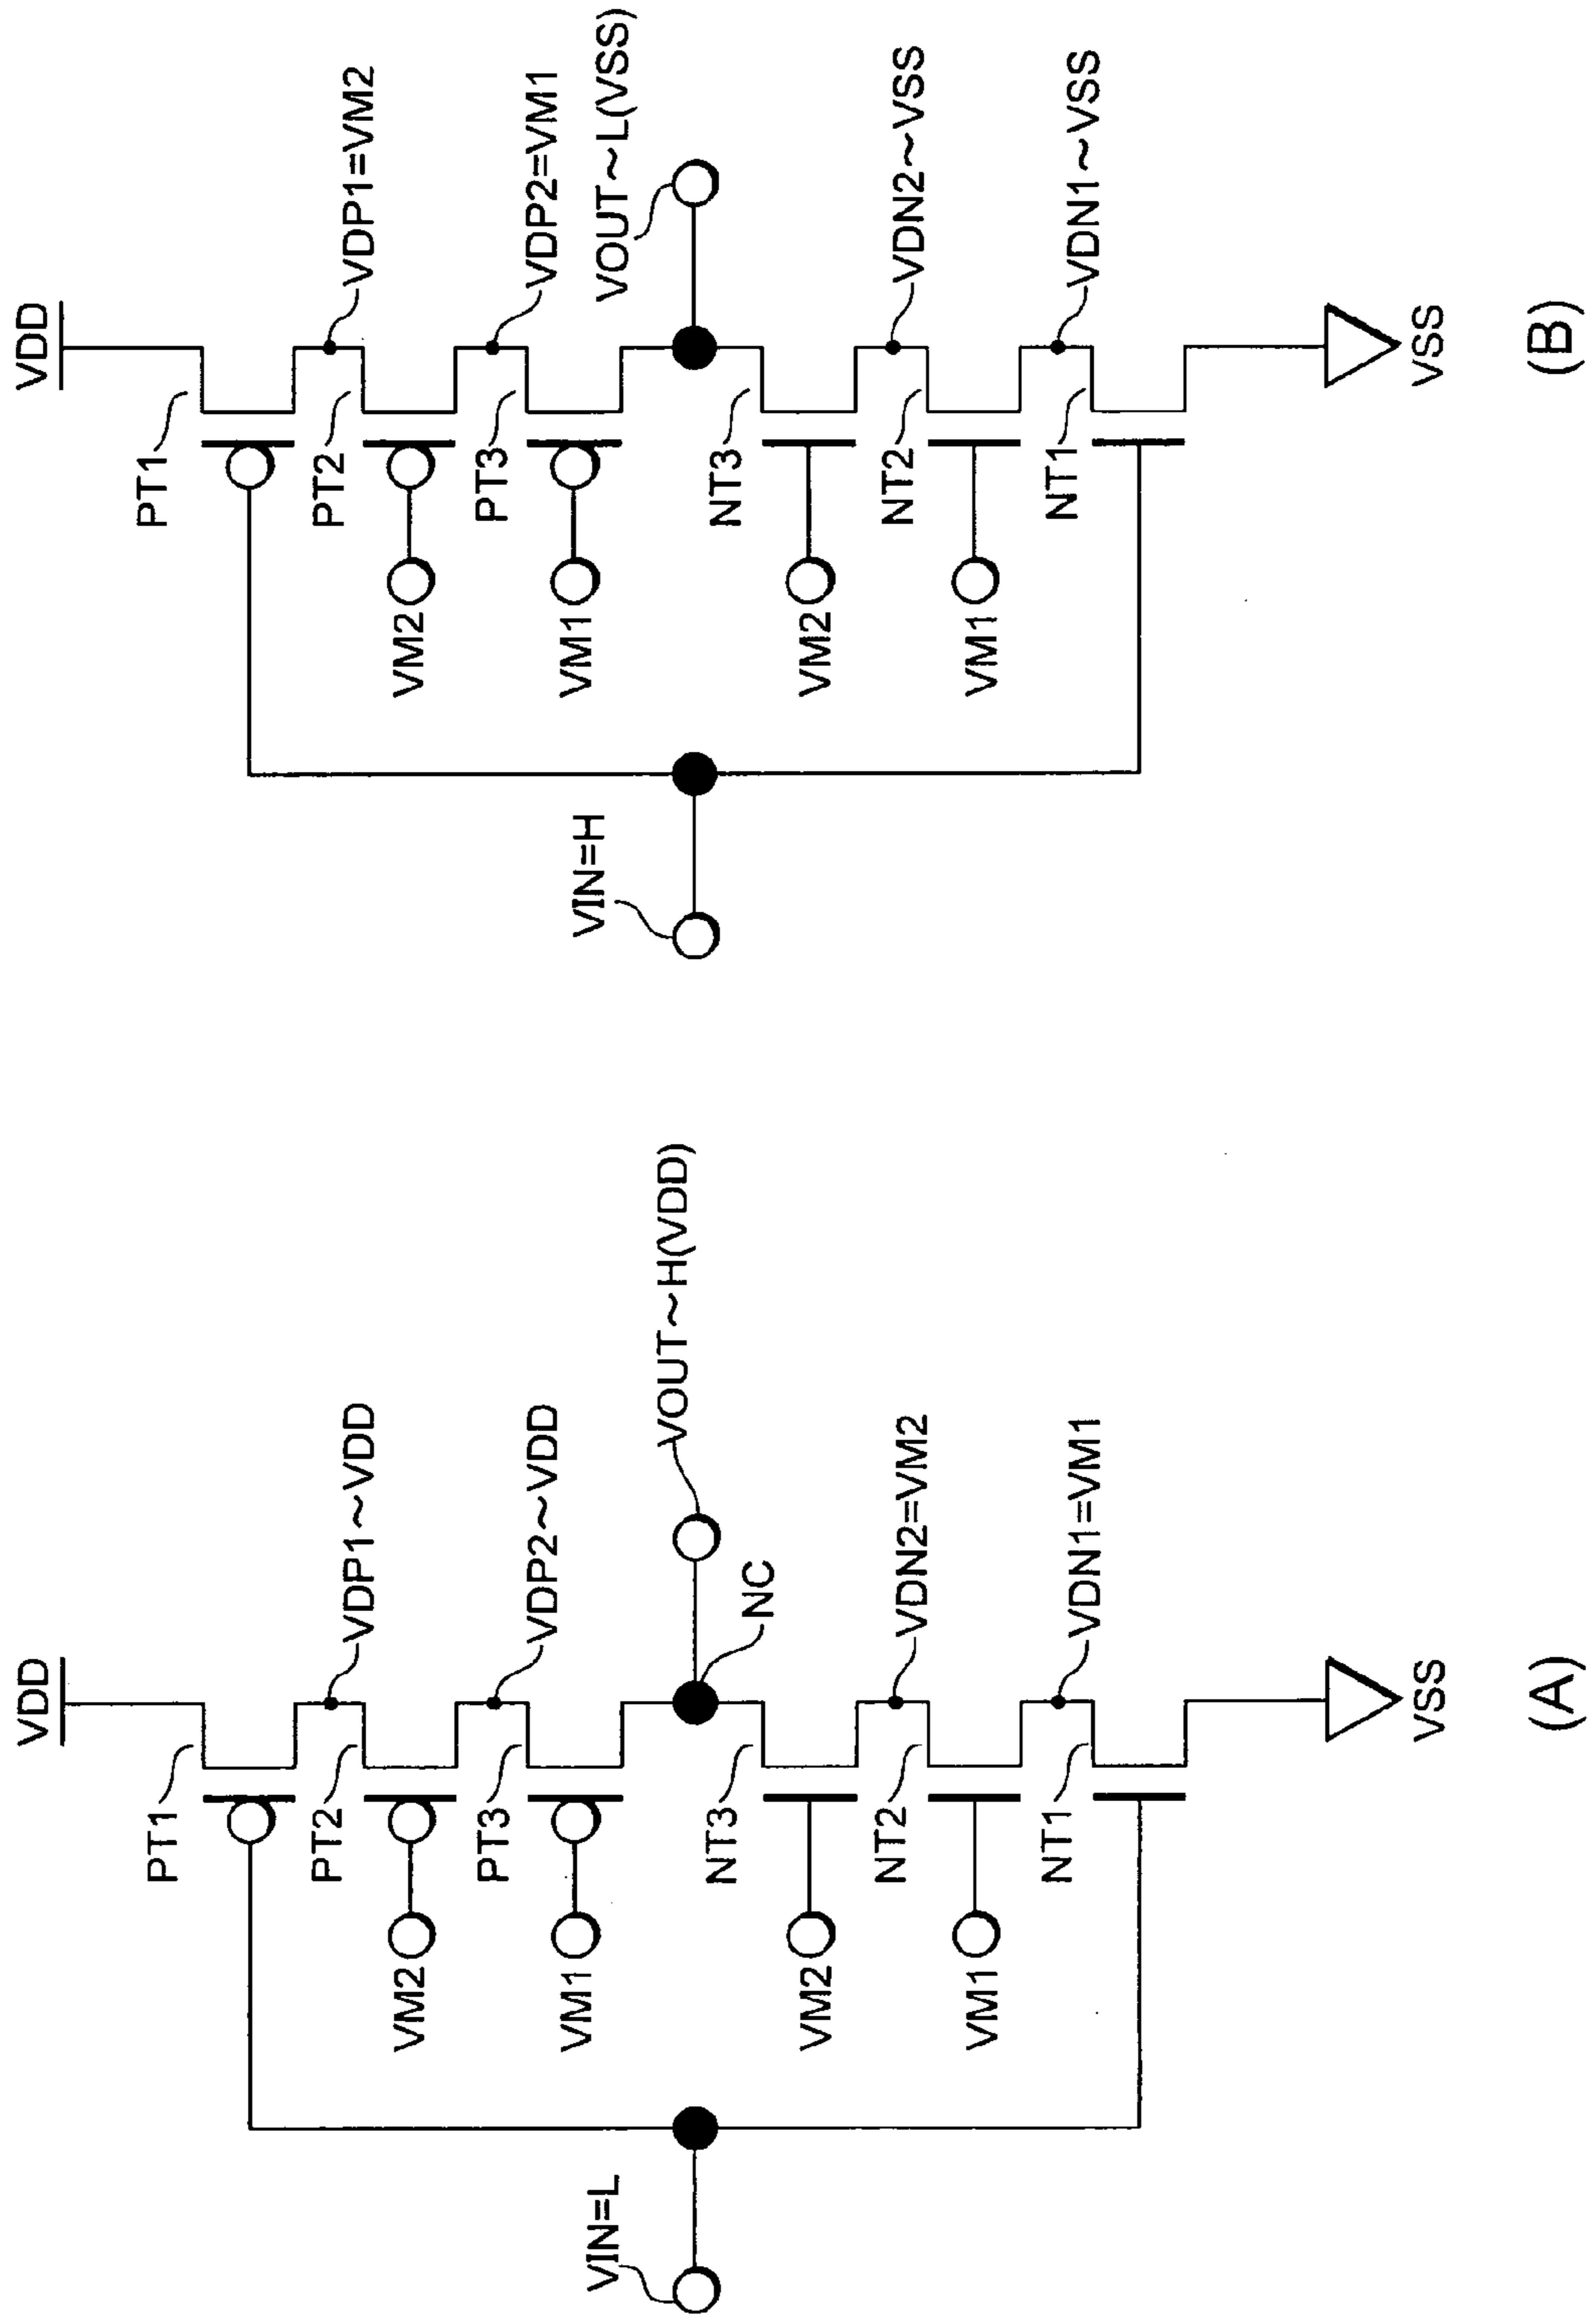 VDD
PT1
VDP1~VDD
PT2
VM2
VDP2~VDD
PT3
VM1
VOUT~H(VDD)
VIN=L
NC
NT3
VM2
VDN2=VM2
NT2
VM1
VDN1=VM1
NT1
VSS
(A)
VDD
PT1
VDP1=VM2
PT2
VM2
VDP2=VM1
PT3
VM1
VOUT~L(VSS)
VIN=H
NT3
VM2
VDN2~VSS
NT2
VM1
VDN1~VSS
NT1
VSS
(B)